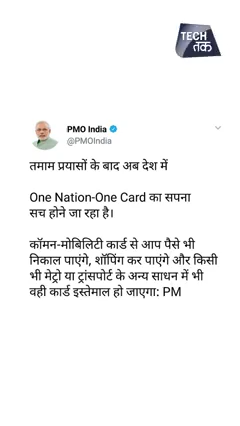 TECH
तक
PMO India
@PMOIndia
तमाम प्रयासों के बाद अब देश में
One Nation-One Card का सपना
सच होने जा रहा है।
कॉमन-मोबिलिटी कार्ड से आप पैसे भी
निकाल पाएंगे, शॉपिंग कर पाएंगे और किसी
भी मेट्रो या ट्रांसपोर्ट के अन्य साधन में भी
वही कार्ड इस्तेमाल हो जाएगा: PM